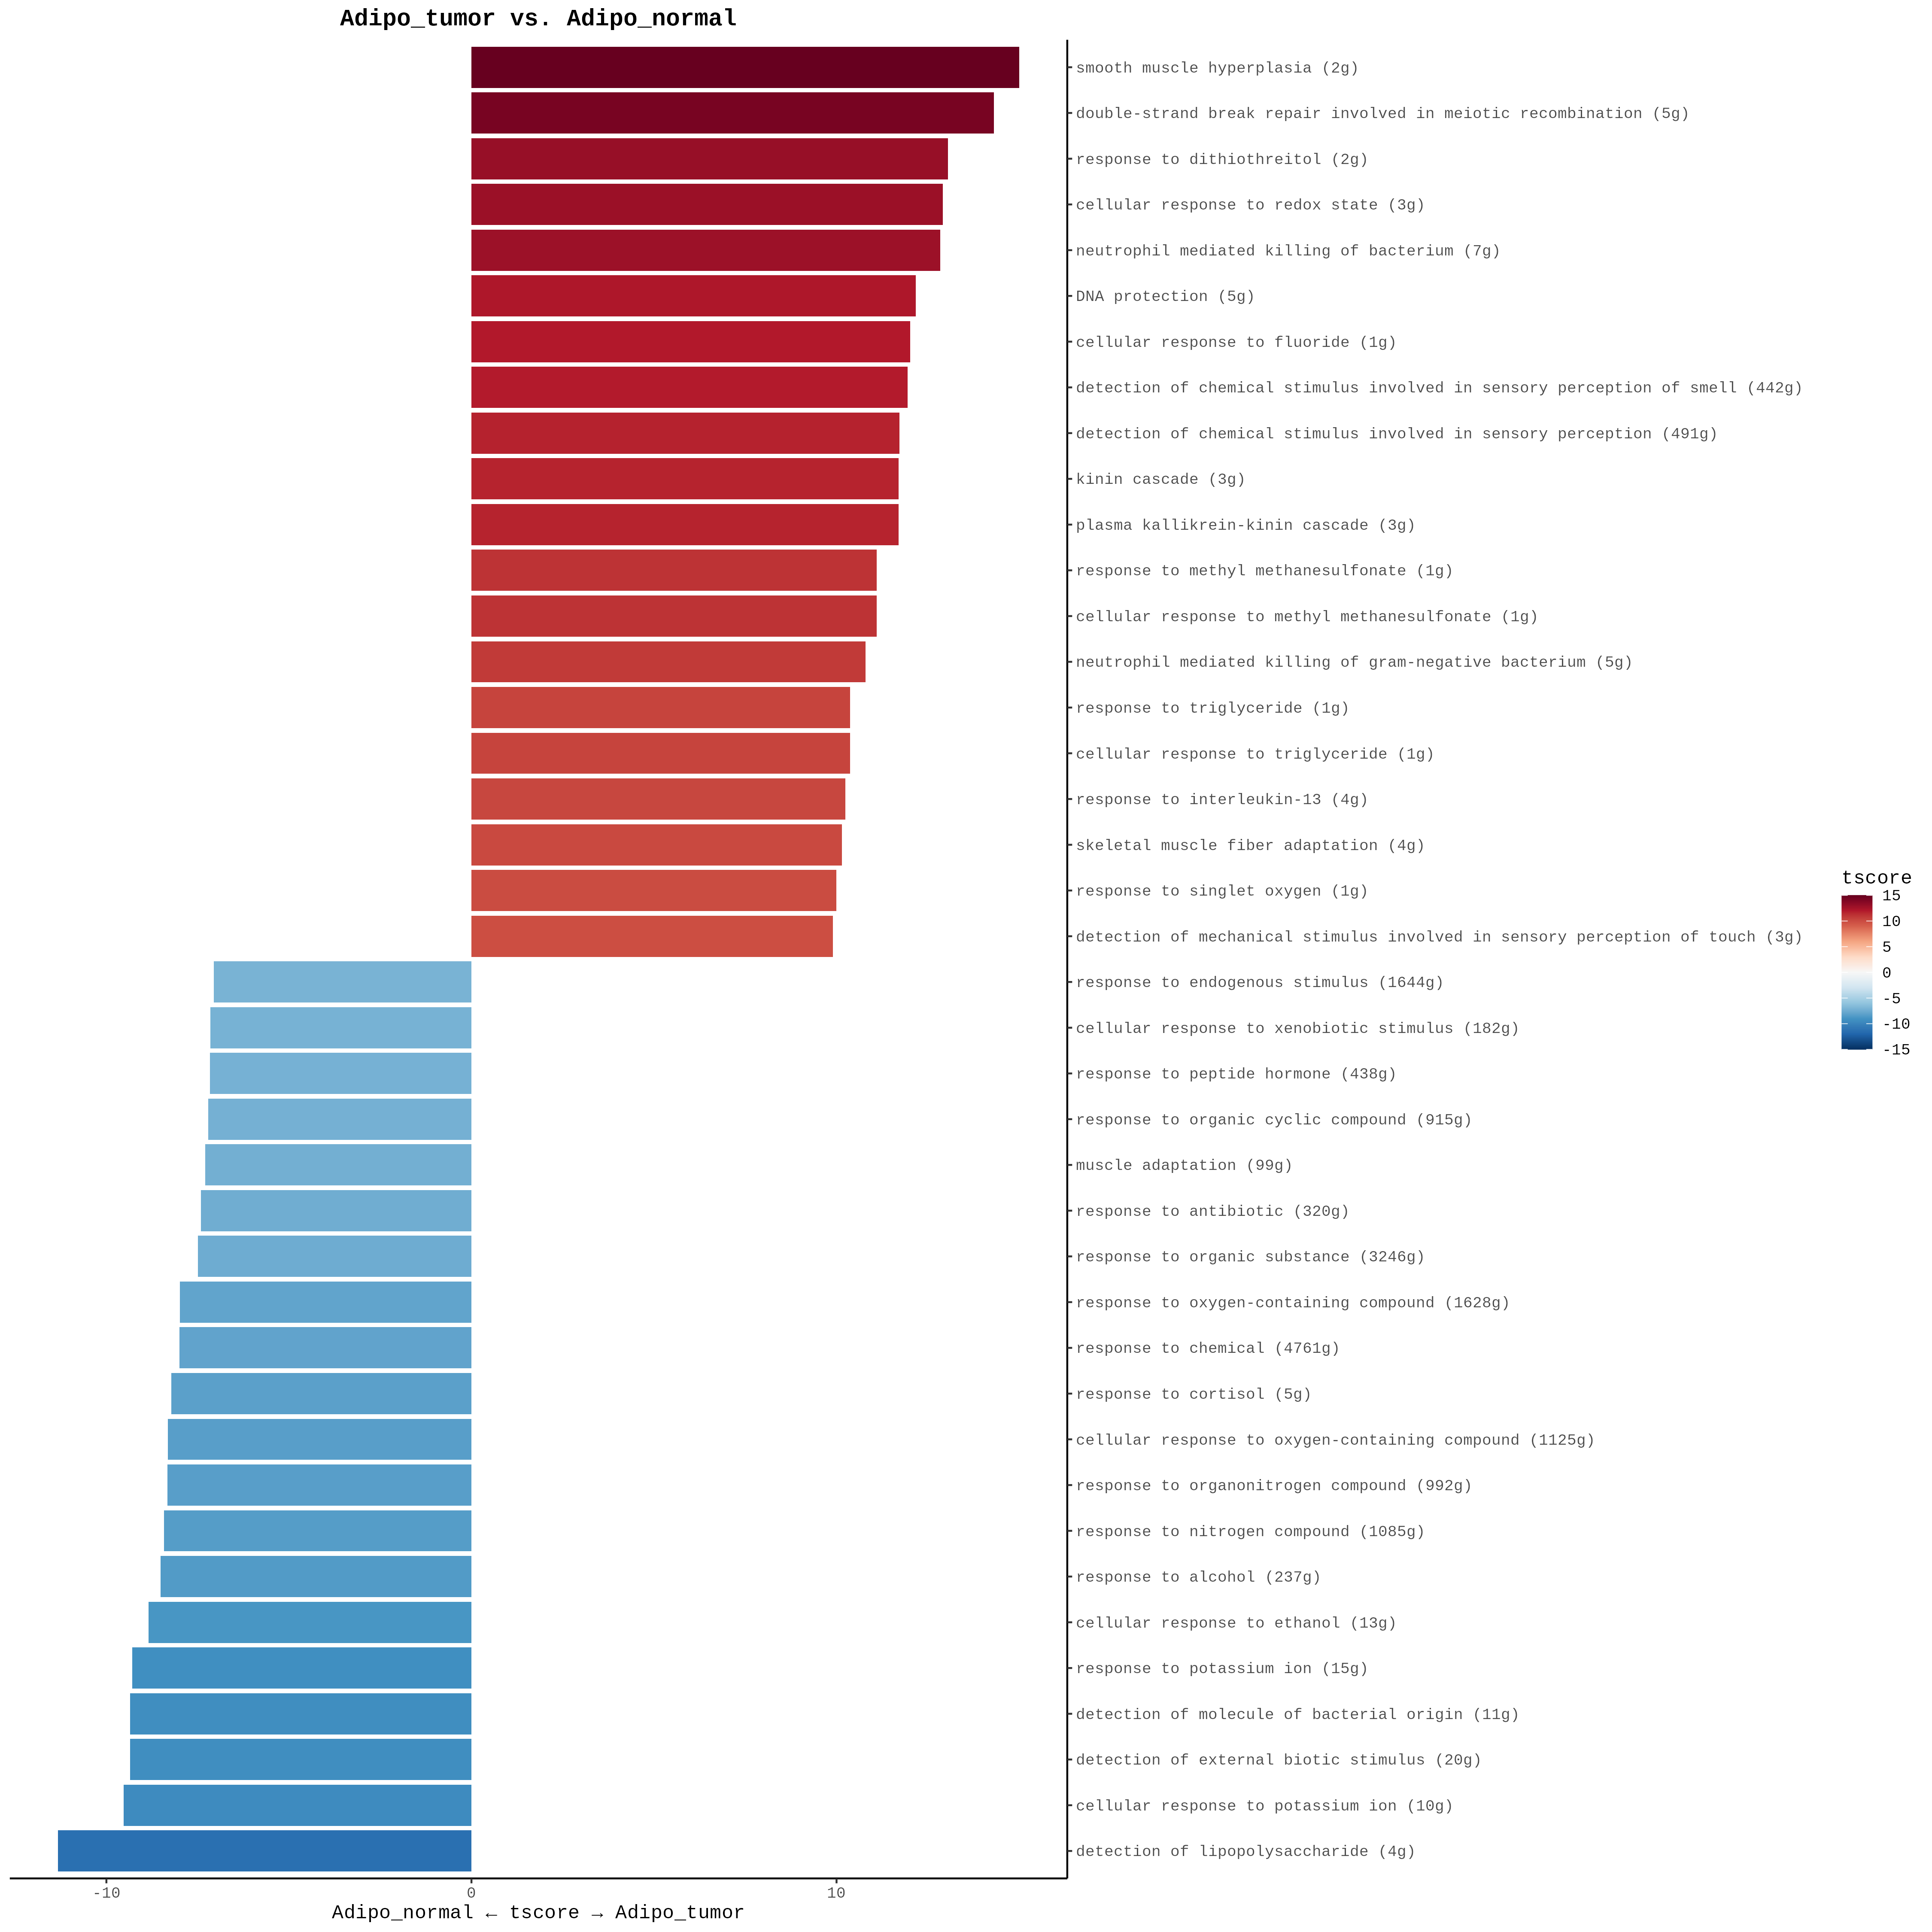 Adipo_tumor vs. Adipo_normal
smooth muscle hyperplasia (2g)
double-strand break repair involved in meiotic recombination (5g)
response to dithiothreitol (2g)
cellular response to redox state (3g)
neutrophil mediated killing of bacterium (7g)
DNA protection (5g)
cellular response to fluoride (1g)
detection of chemical stimulus involved in sensory perception of smell (442g)
detection of chemical stimulus involved in sensory perception (491g)
kinin cascade (3g)
plasma kallikrein-kinin cascade (3g)
response to methyl methanesulfonate (1g)
cellular response to methyl methanesulfonate (1g)
neutrophil mediated killing of gram-negative bacterium (5g)
response to triglyceride (1g)
cellular response to triglyceride (1g)
response to interleukin-13 (4g)
skeletal muscle fiber adaptation (4g)
response to singlet oxygen (1g)
detection of mechanical stimulus involved in sensory perception of touch (3g)
response to endogenous stimulus (1644g)
cellular response to xenobiotic stimulus (182g)
response to peptide hormone (438g)
response to organic cyclic compound (915g)
muscle adaptation (99g)
response to antibiotic (320g)
response to organic substance (3246g)
response to oxygen-containing compound (1628g)
response to chemical (4761g)
response to cortisol (5g)
cellular response to oxygen-containing compound (1125g)
response to organonitrogen compound (992g)
response to nitrogen compound (1085g)
response to alcohol (237g)
cellular response to ethanol (13g)
response to potassium ion (15g)
detection of molecule of bacterial origin (11g)
detection of external biotic stimulus (20g)
cellular response to potassium ion (10g)
detection of lipopolysaccharide (4g)
-10 0 10
Adipo_normal ← tscore → Adipo_tumor
tscore
15
10
5
0
-5
-10
-15